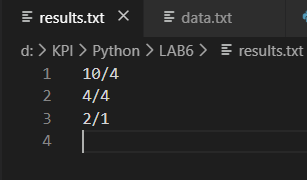 results.txt × data.txt
d: > KPI > Python > LAB6 > results.txt
1 10/4
2 4/4
3 2/1
4